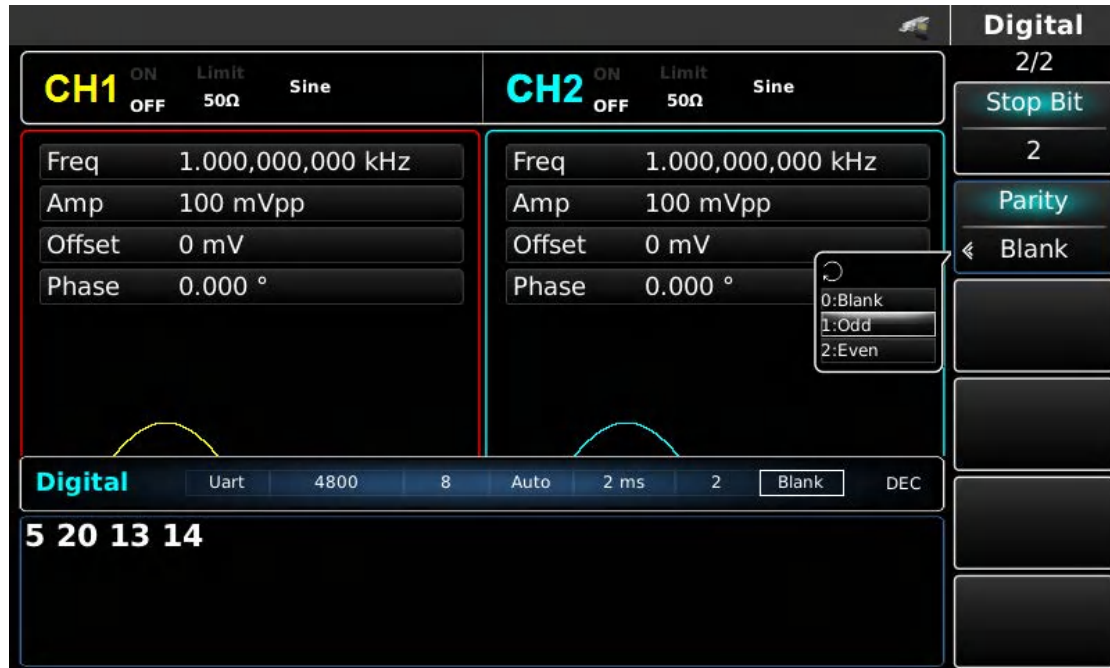 Digital
2/2
CH1 ON OFF Limit 50Ω Sine
CH2 ON OFF Limit 50Ω Sine
Stop Bit
2
Parity
Blank
Freq 1.000,000,000 kHz
Amp 100 mVpp
Offset 0 mV
Phase 0.000 °
Freq 1.000,000,000 kHz
Amp 100 mVpp
Offset 0 mV
Phase 0.000 °
0:Blank
1:Odd
2:Even
Digital Uart 4800 8 Auto 2 ms 2 Blank DEC
5 20 13 14